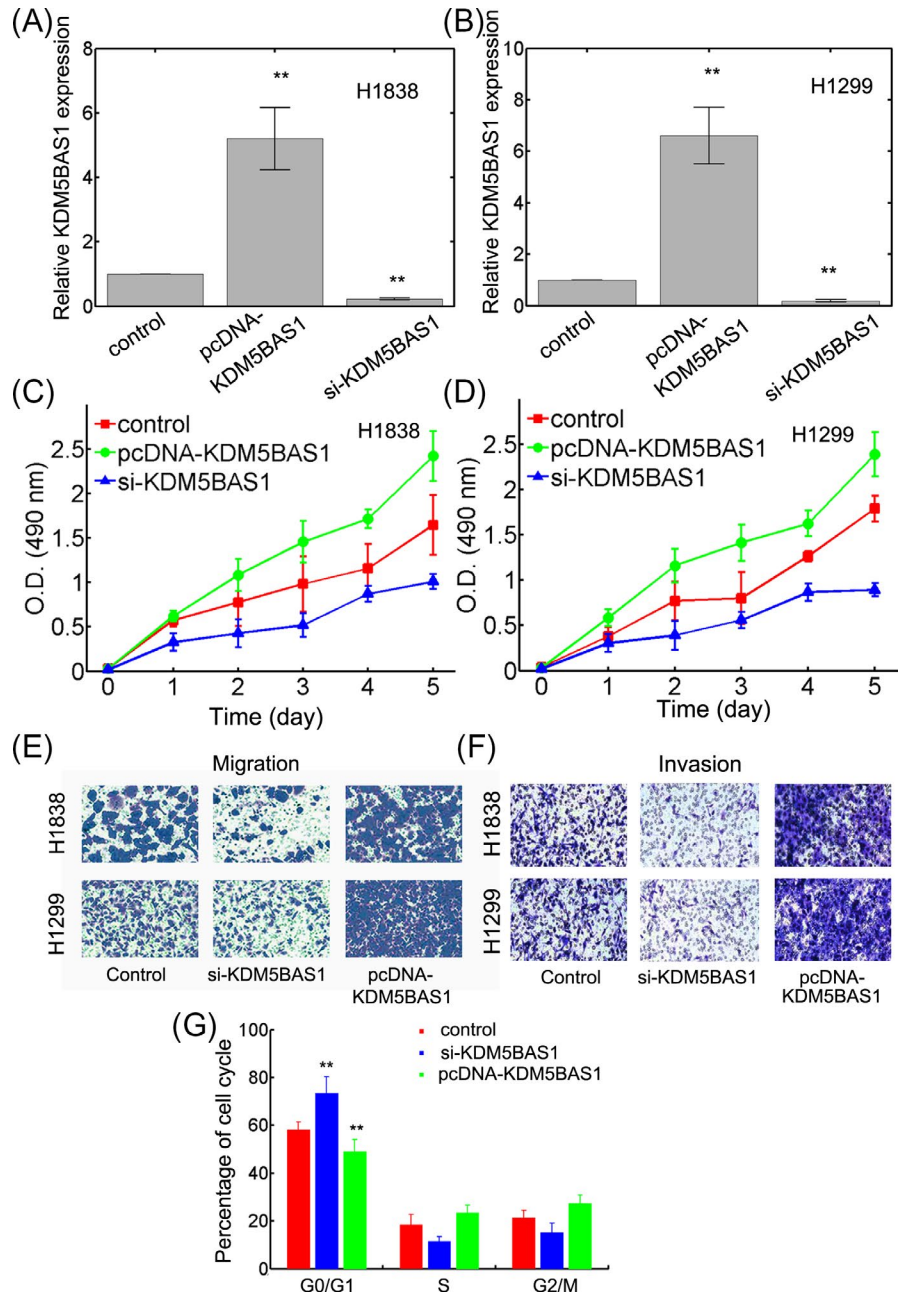 (A)
Relative KDM5BAS1 expression
8
6
4
2
0
**
H1838
**
control
pcDNA-
KDM5BAS1
si-KDM5BAS1
(B)
Relative KDM5BAS1 expression
10
8
6
4
2
0
**
H1299
**
control
pcDNA-
KDM5BAS1
si-KDM5BAS1
(C)
O.D. (490 nm)
2.5
2
1.5
1
0.5
0
control
pcDNA-KDM5BAS1
si-KDM5BAS1
H1838
0 1 2 3 4 5
Time (day)
(D)
O.D. (490 nm)
2.5
2
1.5
1
0.5
0
control
pcDNA-KDM5BAS1
si-KDM5BAS1
H1299
0 1 2 3 4 5
Time (day)
(E)
Migration
H1838
H1299
Control si-KDM5BAS1 pcDNA-
KDM5BAS1
(F)
Invasion
H1838
H1299
Control si-KDM5BAS1 pcDNA-
KDM5BAS1
(G)
Percentage of cell cycle
100
80
60
40
20
0
control
si-KDM5BAS1
pcDNA-KDM5BAS1
**
**
G0/G1 S G2/M